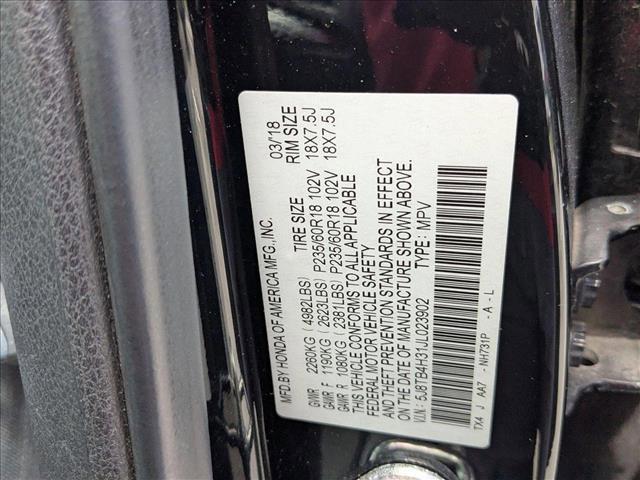 MFD.BY HONDA OF AMERICA MFG.,INC. 03/'18
TIRE SIZE RIM SIZE
GVWR 2260KG (4982LBS)
GAWR F 1190KG (2623LBS) P235/60R18 102V 18X7.5J
GAWR R 1080KG (2381LBS) P235/60R18 102V 18X7.5J
THIS VEHICLE CONFORMS TO ALL APPLICABLE
FEDERAL MOTOR VEHICLE SAFETY
AND THEFT PREVENTION STANDARDS IN EFFECT
ON THE DATE OF MANUFACTURE SHOWN ABOVE.
V.I.N.: 5J8TB4H31JL023902 TYPE: MPV
TX4 J AA7 -NH731P - A - L